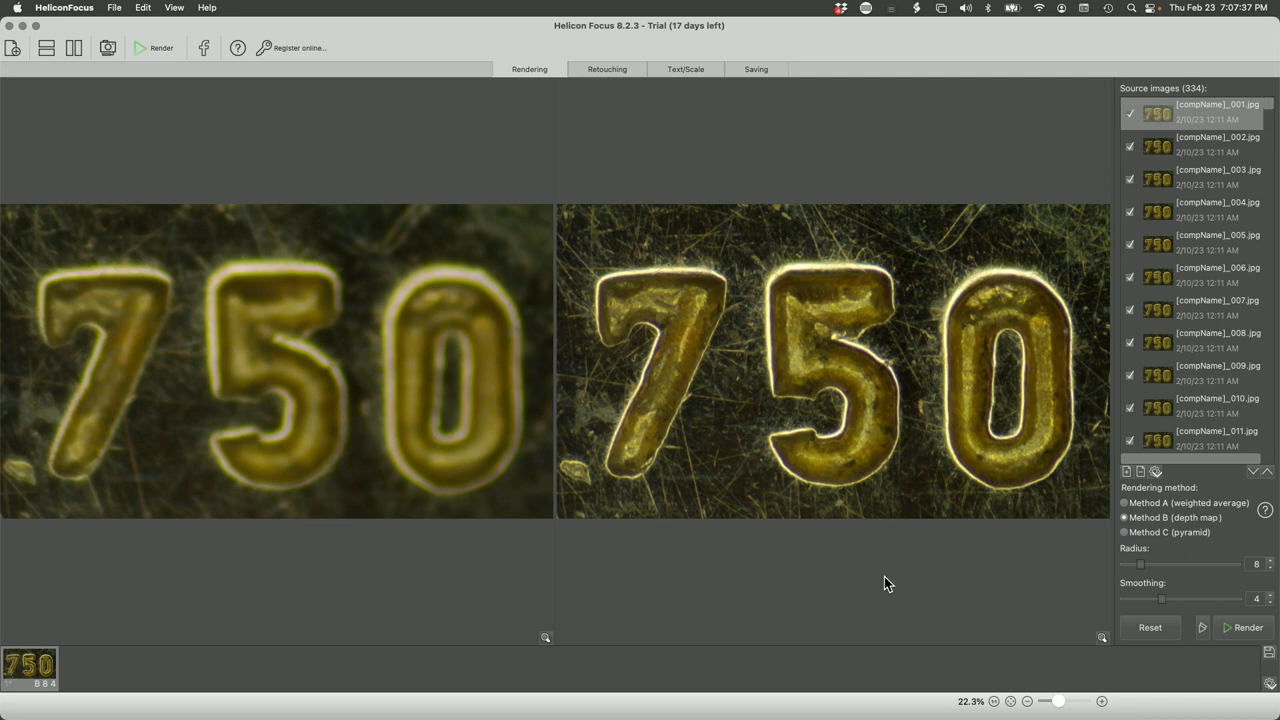 HeliconFocus File Edit View Help Thu Feb 23 7:07:37 PM
Helicon Focus 8.2.3 - Trial (17 days left)
Render Register online...
Rendering Retouching Text/Scale Saving
Source images (334):
[compName]_001.jpg
2/10/23 12:11 AM
[compName]_002.jpg
2/10/23 12:11 AM
[compName]_003.jpg
2/10/23 12:11 AM
[compName]_004.jpg
2/10/23 12:11 AM
[compName]_005.jpg
2/10/23 12:11 AM
[compName]_006.jpg
2/10/23 12:11 AM
[compName]_007.jpg
2/10/23 12:11 AM
[compName]_008.jpg
2/10/23 12:11 AM
[compName]_009.jpg
2/10/23 12:11 AM
[compName]_010.jpg
2/10/23 12:11 AM
[compName]_011.jpg
2/10/23 12:11 AM
750 750
Rendering method:
Method A (weighted average)
Method B (depth map)
Method C (pyramid)
Radius:
8
Smoothing:
4
Reset Render
750
B 8 4
22.3%